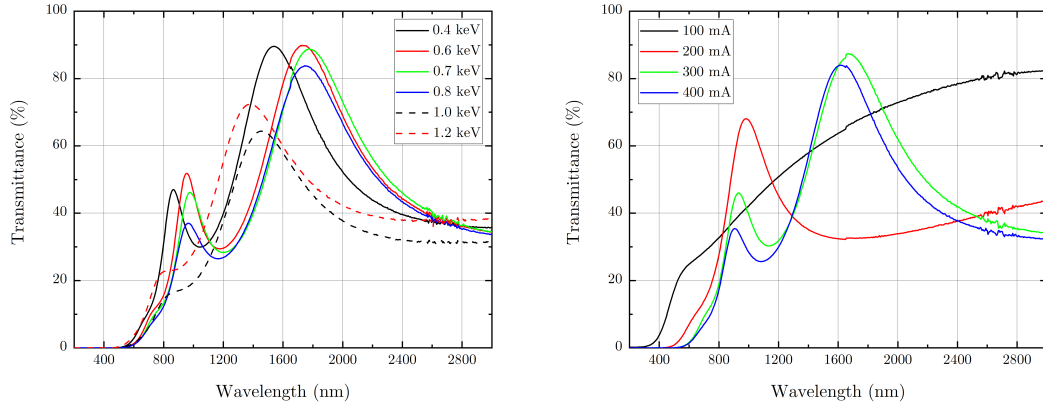 100
80
60
40
20
0
Transmittance (%)
0.4 keV
0.6 keV
0.7 keV
0.8 keV
1.0 keV
1.2 keV
400 800 1200 1600 2000 2400 2800
Wavelength (nm)
100
80
60
40
20
0
Transmittance (%)
100 mA
200 mA
300 mA
400 mA
400 800 1200 1600 2000 2400 2800
Wavelength (nm)